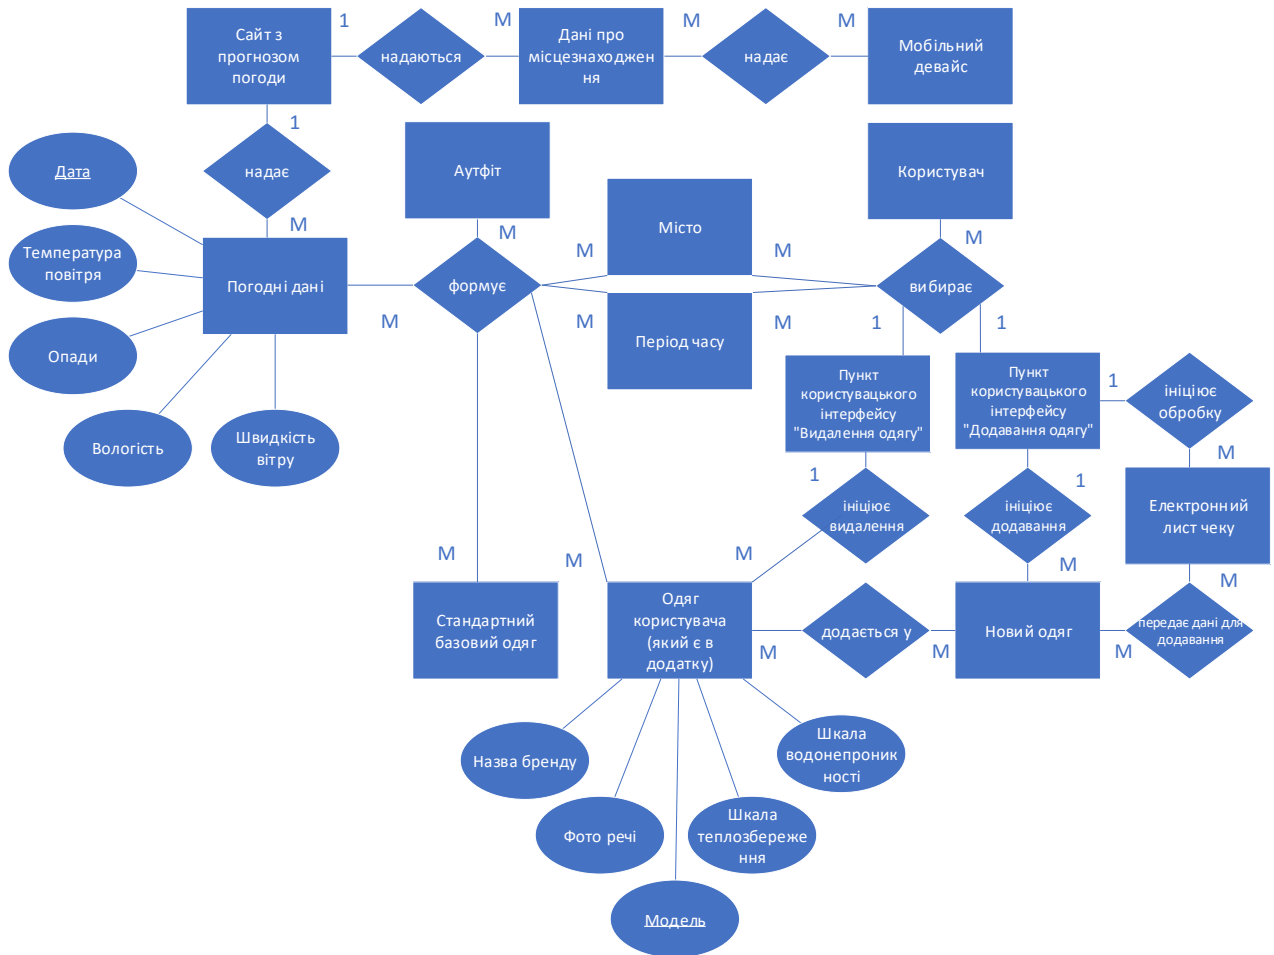 Сайт з
прогнозом
погоди
1
надаються
М
Дані про
місцезнаходжен
ня
М
надає
М
Мобільний
девайс
1
надає
М
Дата
Температура
повітря
Опади
Вологість
Швидкість
вітру
Погодні дані
М
Аутфіт
М
формує
М
М
Місто
Період часу
М
М
Користувач
М
вибирає
1
1
Пункт
користувацького
інтерфейсу
"Видалення одягу"
Пункт
користувацького
інтерфейсу
"Додавання одягу"
1
ініціює
обробку
М
1
ініціює
видалення
М
ініціює
додавання
1
М
Електронний
лист чеку
М
М
М
Стандартний
базовий одяг
Одяг
користувача
(який є в
додатку)
М
додається у
М
Новий одяг
М
передає дані для
додавання
Назва бренду
Фото речі
Модель
Шкала
теплозбереже
ння
Шкала
водонепроник
ності